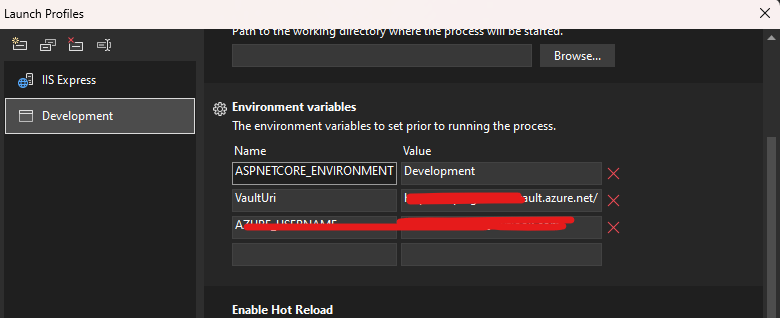 Launch Profiles
Path to the working directory where the process will be started.
Browse...
IIS Express
Development
Environment variables
The environment variables to set prior to running the process.
Name Value
ASPNETCORE_ENVIRONMENT Development
VaultUri ault.azure.net/
AZURE_USERNAME
Enable Hot Reload